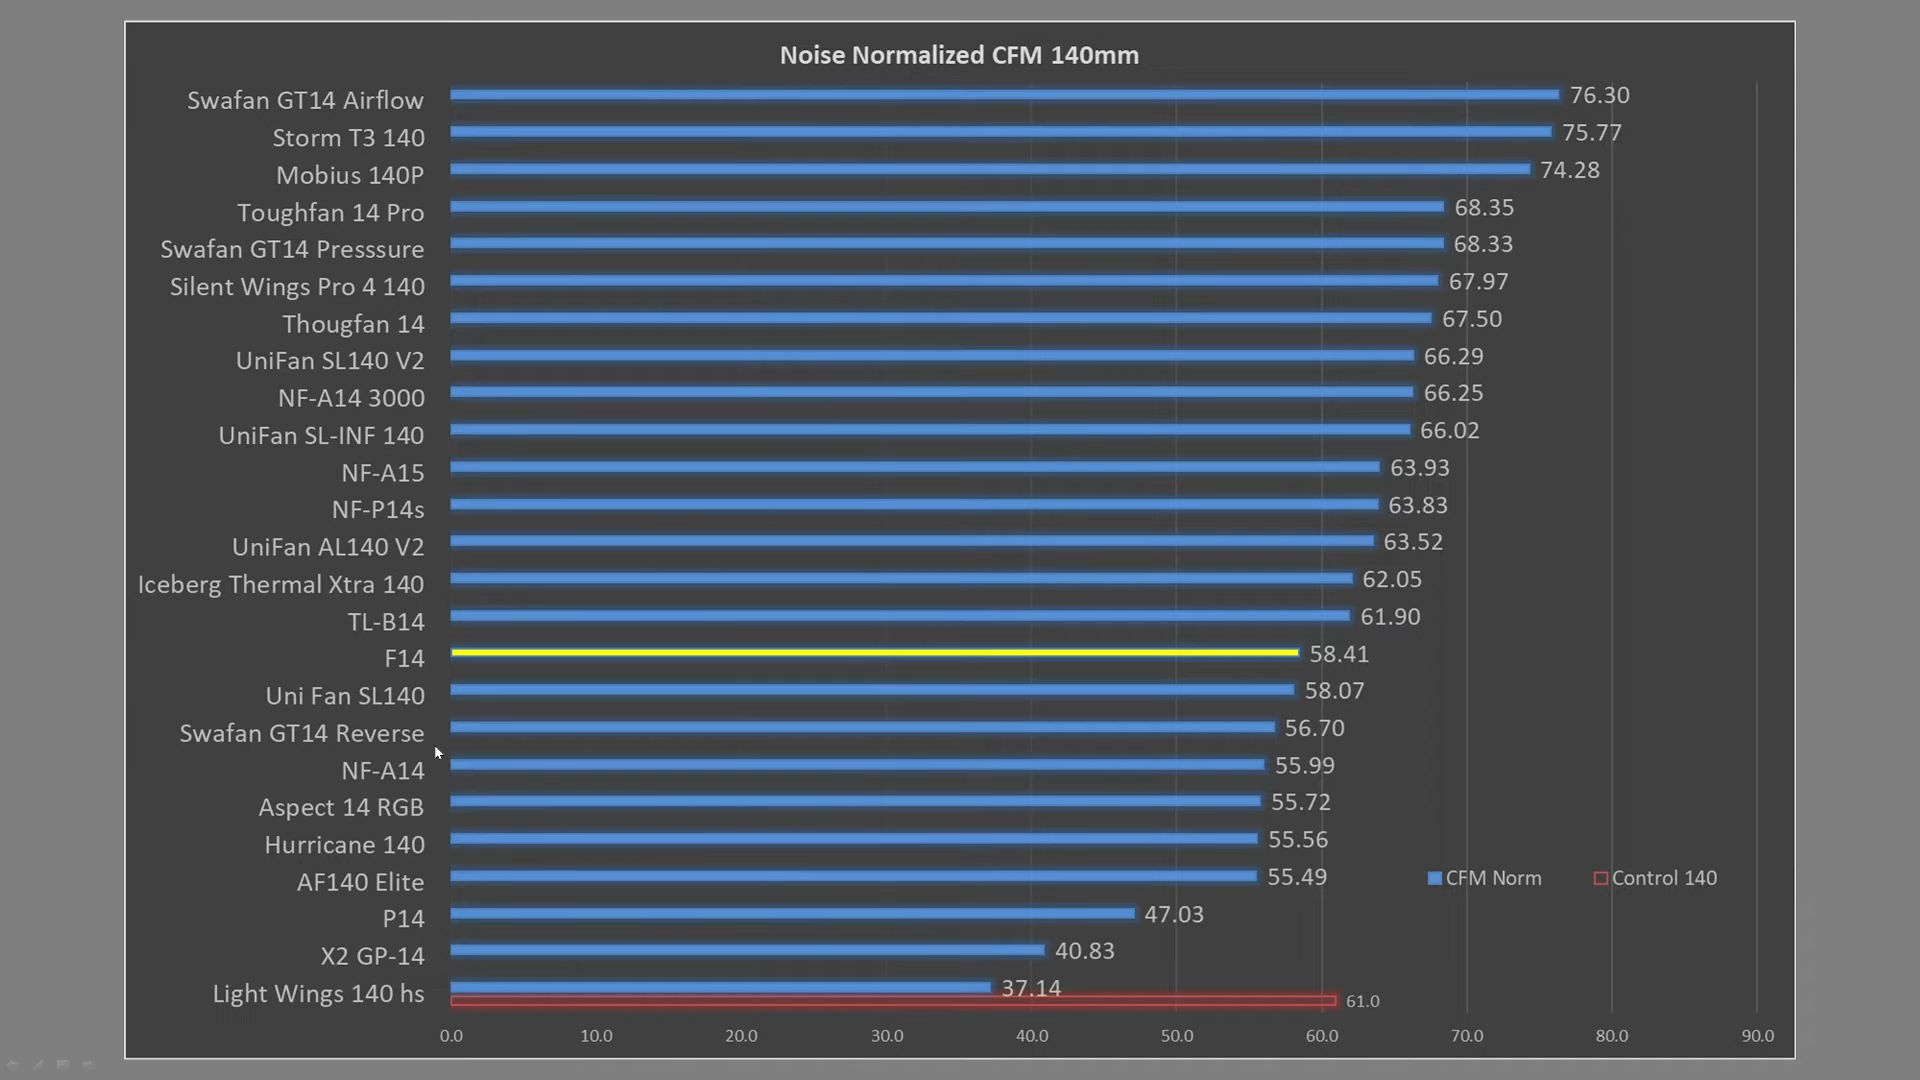 Noise Normalized CFM 140mm
Swafan GT14 Airflow 76.30
Storm T3 140 75.77
Mobius 140P 74.28
Toughfan 14 Pro 68.35
Swafan GT14 Presssure 68.33
Silent Wings Pro 4 140 67.97
Thougfan 14 67.50
UniFan SL140 V2 66.29
NF-A14 3000 66.25
UniFan SL-INF 140 66.02
NF-A15 63.93
NF-P14s 63.83
UniFan AL140 V2 63.52
Iceberg Thermal Xtra 140 62.05
TL-B14 61.90
F14 58.41
Uni Fan SL140 58.07
Swafan GT14 Reverse 56.70
NF-A14 55.99
Aspect 14 RGB 55.72
Hurricane 140 55.56
AF140 Elite 55.49
CFM Norm Control 140
P14 47.03
X2 GP-14 40.83
Light Wings 140 hs 37.14
61.0
0.0 10.0 20.0 30.0 40.0 50.0 60.0 70.0 80.0 90.0